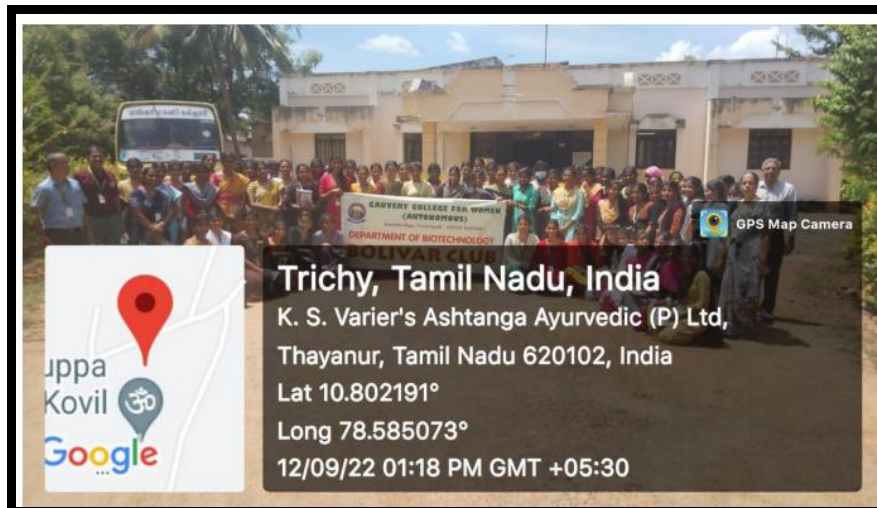 CAUVERY COLLEGE FOR WOMEN
(AUTONOMOUS)
DEPARTMENT OF BIOTECHNOLOGY
BOLIVAR CLUB
GPS Map Camera
Trichy, Tamil Nadu, India
K. S. Varier's Ashtanga Ayurvedic (P) Ltd,
Thayanur, Tamil Nadu 620102, India
Lat 10.802191°
Long 78.585073°
12/09/22 01:18 PM GMT +05:30
uppa
Kovil
ॐ
Google